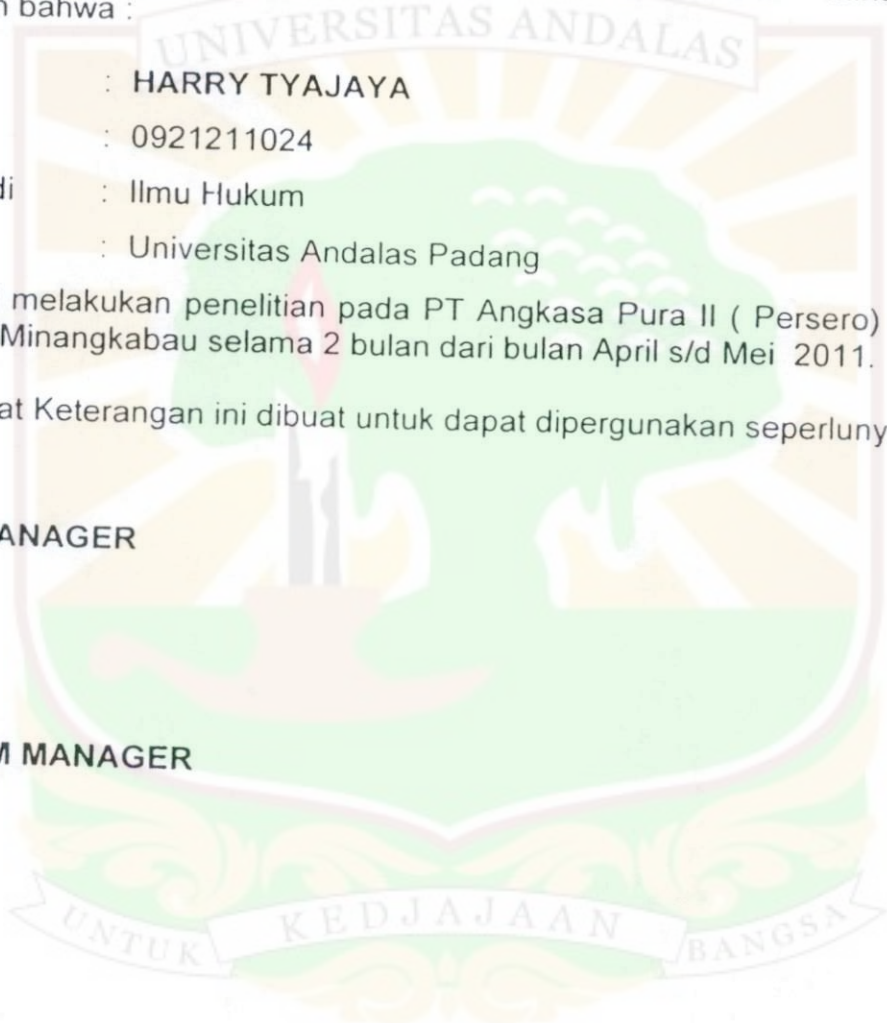 bahwa :
UNIVERSITAS ANDALAS
: HARRY TYAJAYA
: 0921211024
di : Ilmu Hukum
: Universitas Andalas Padang
melakukan penelitian pada PT Angkasa Pura II ( Persero)
Minangkabau selama 2 bulan dari bulan April s/d Mei 2011.
at Keterangan ini dibuat untuk dapat dipergunakan seperluny
ANAGER
M MANAGER
UNTUK KEDJAJAAN BANGSA